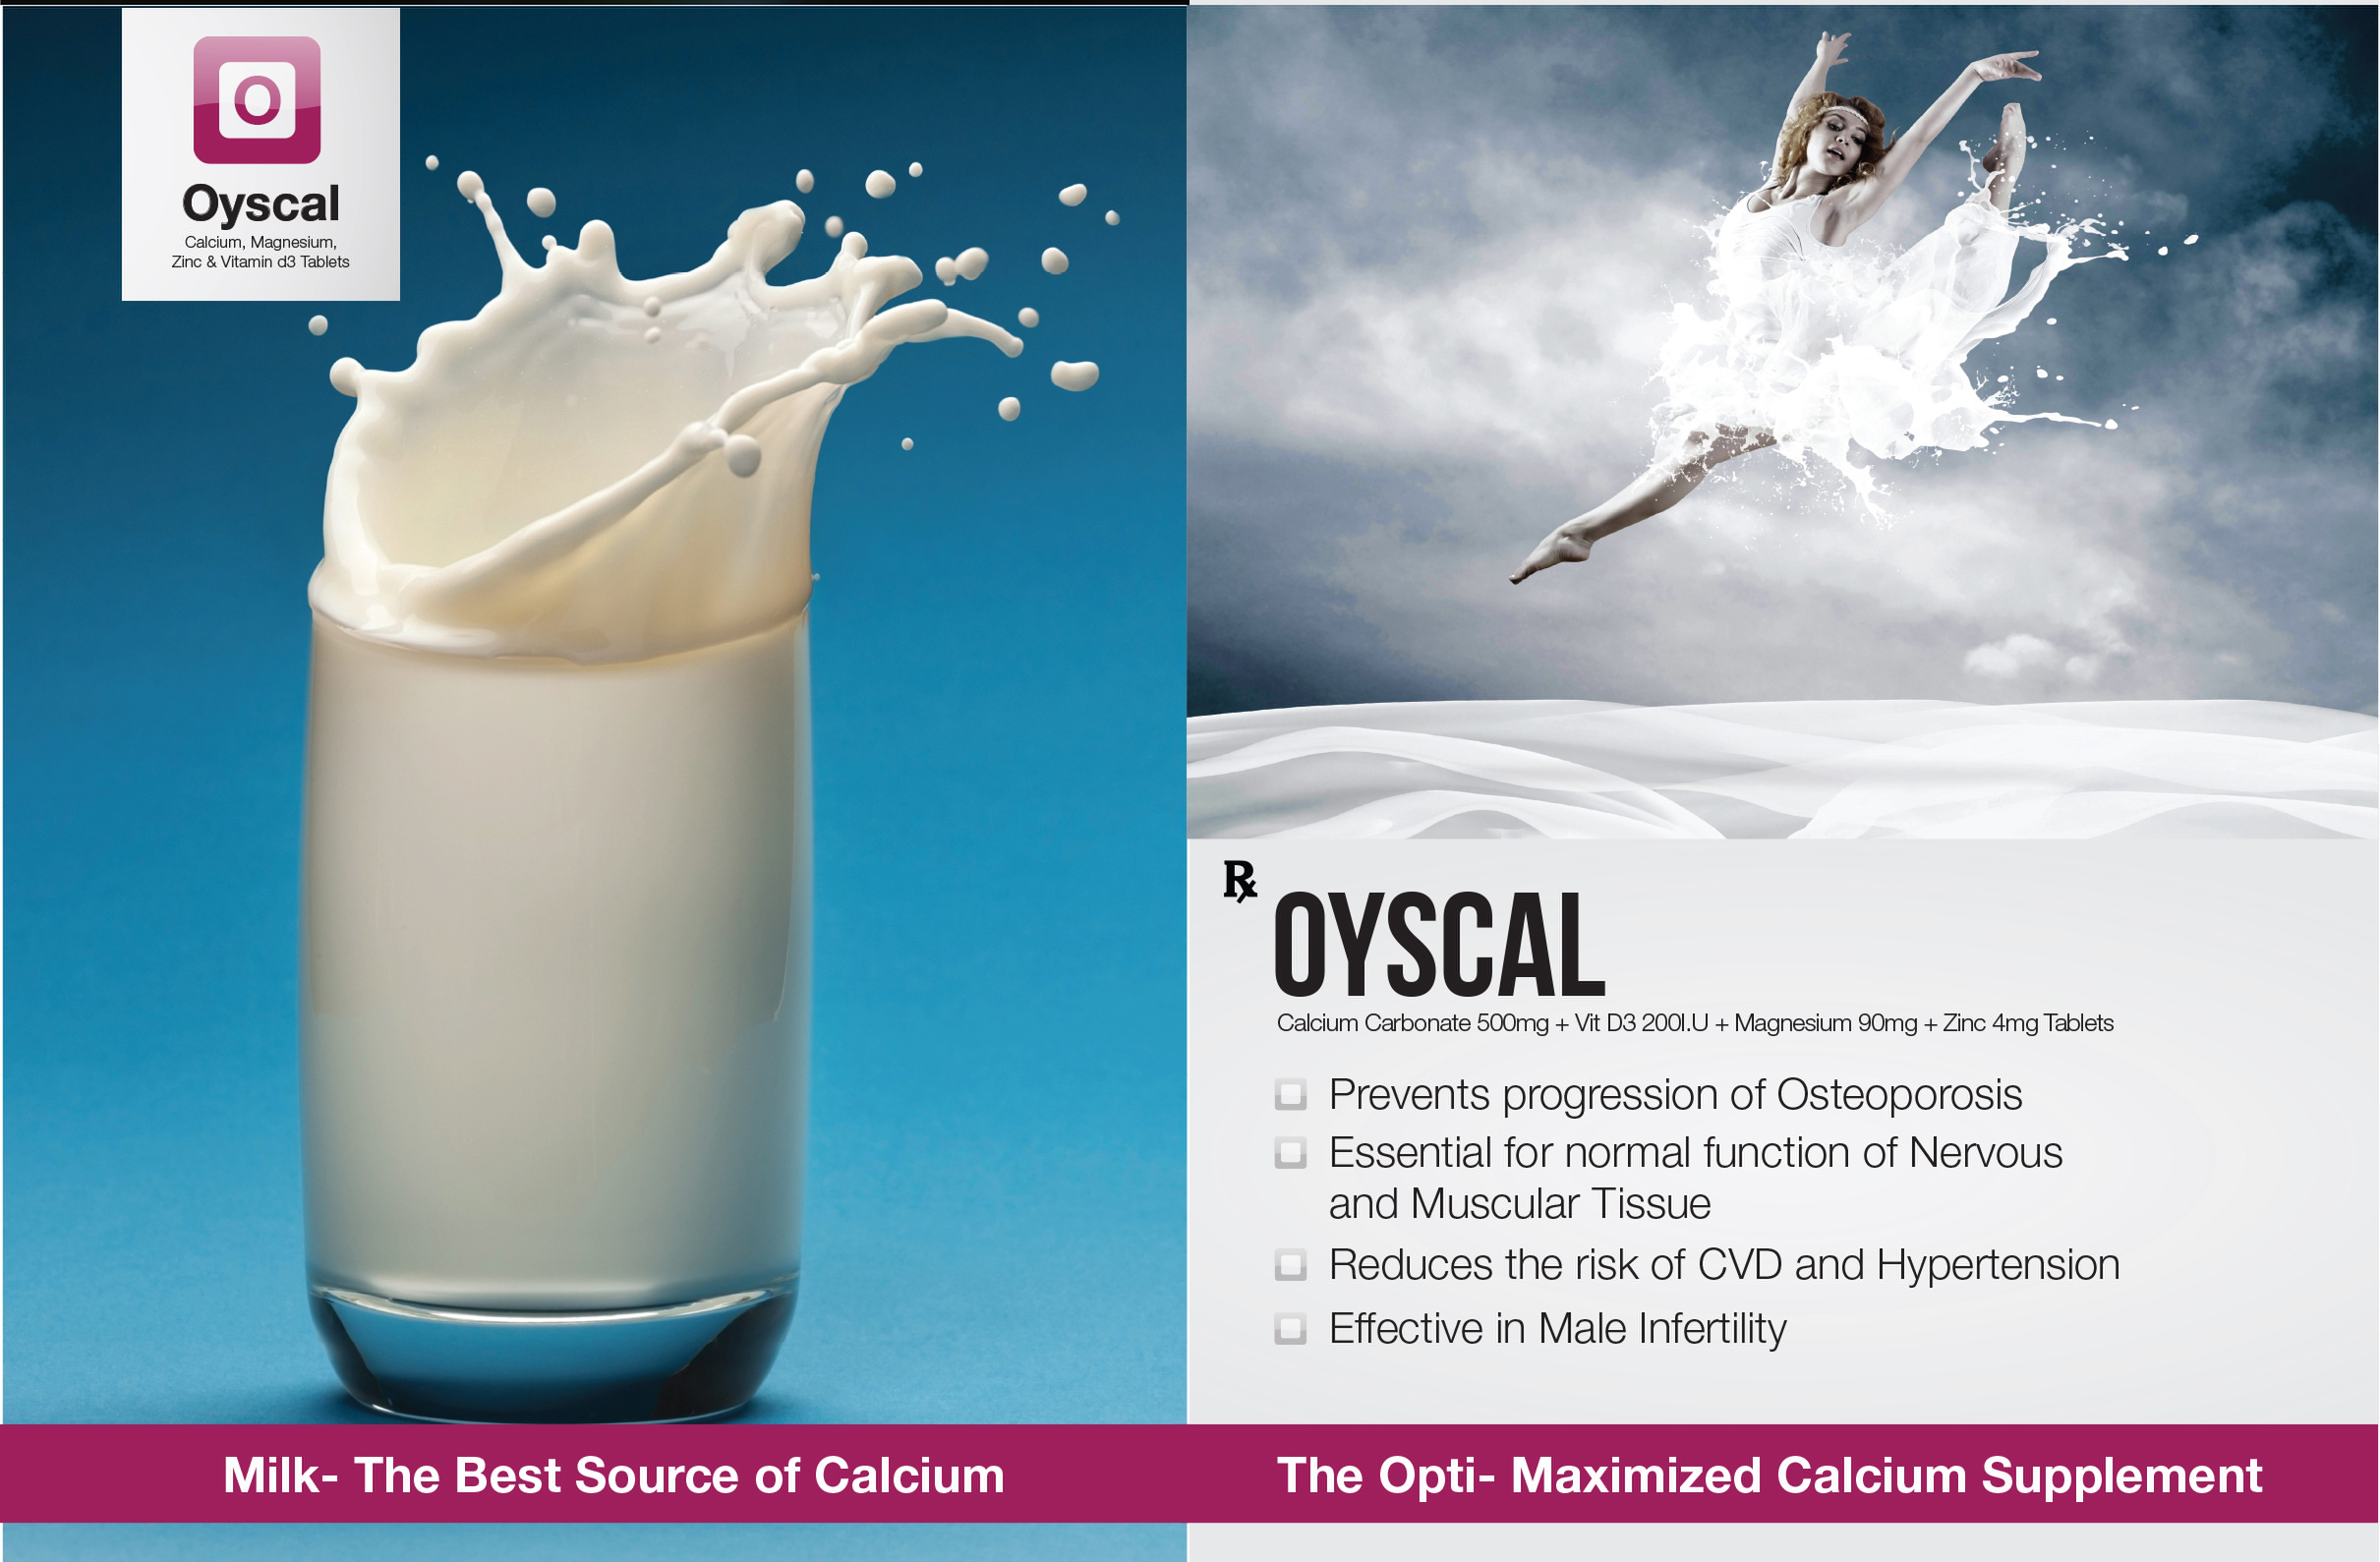 O
Oyscal
Calcium, Magnesium,
Zinc & Vitamin d3 Tablets
Milk- The Best Source of Calcium
℞ OYSCAL
Calcium Carbonate 500mg + Vit D3 200I.U + Magnesium 90mg + Zinc 4mg Tablets
Prevents progression of Osteoporosis
Essential for normal function of Nervous
and Muscular Tissue
Reduces the risk of CVD and Hypertension
Effective in Male Infertility
The Opti- Maximized Calcium Supplement